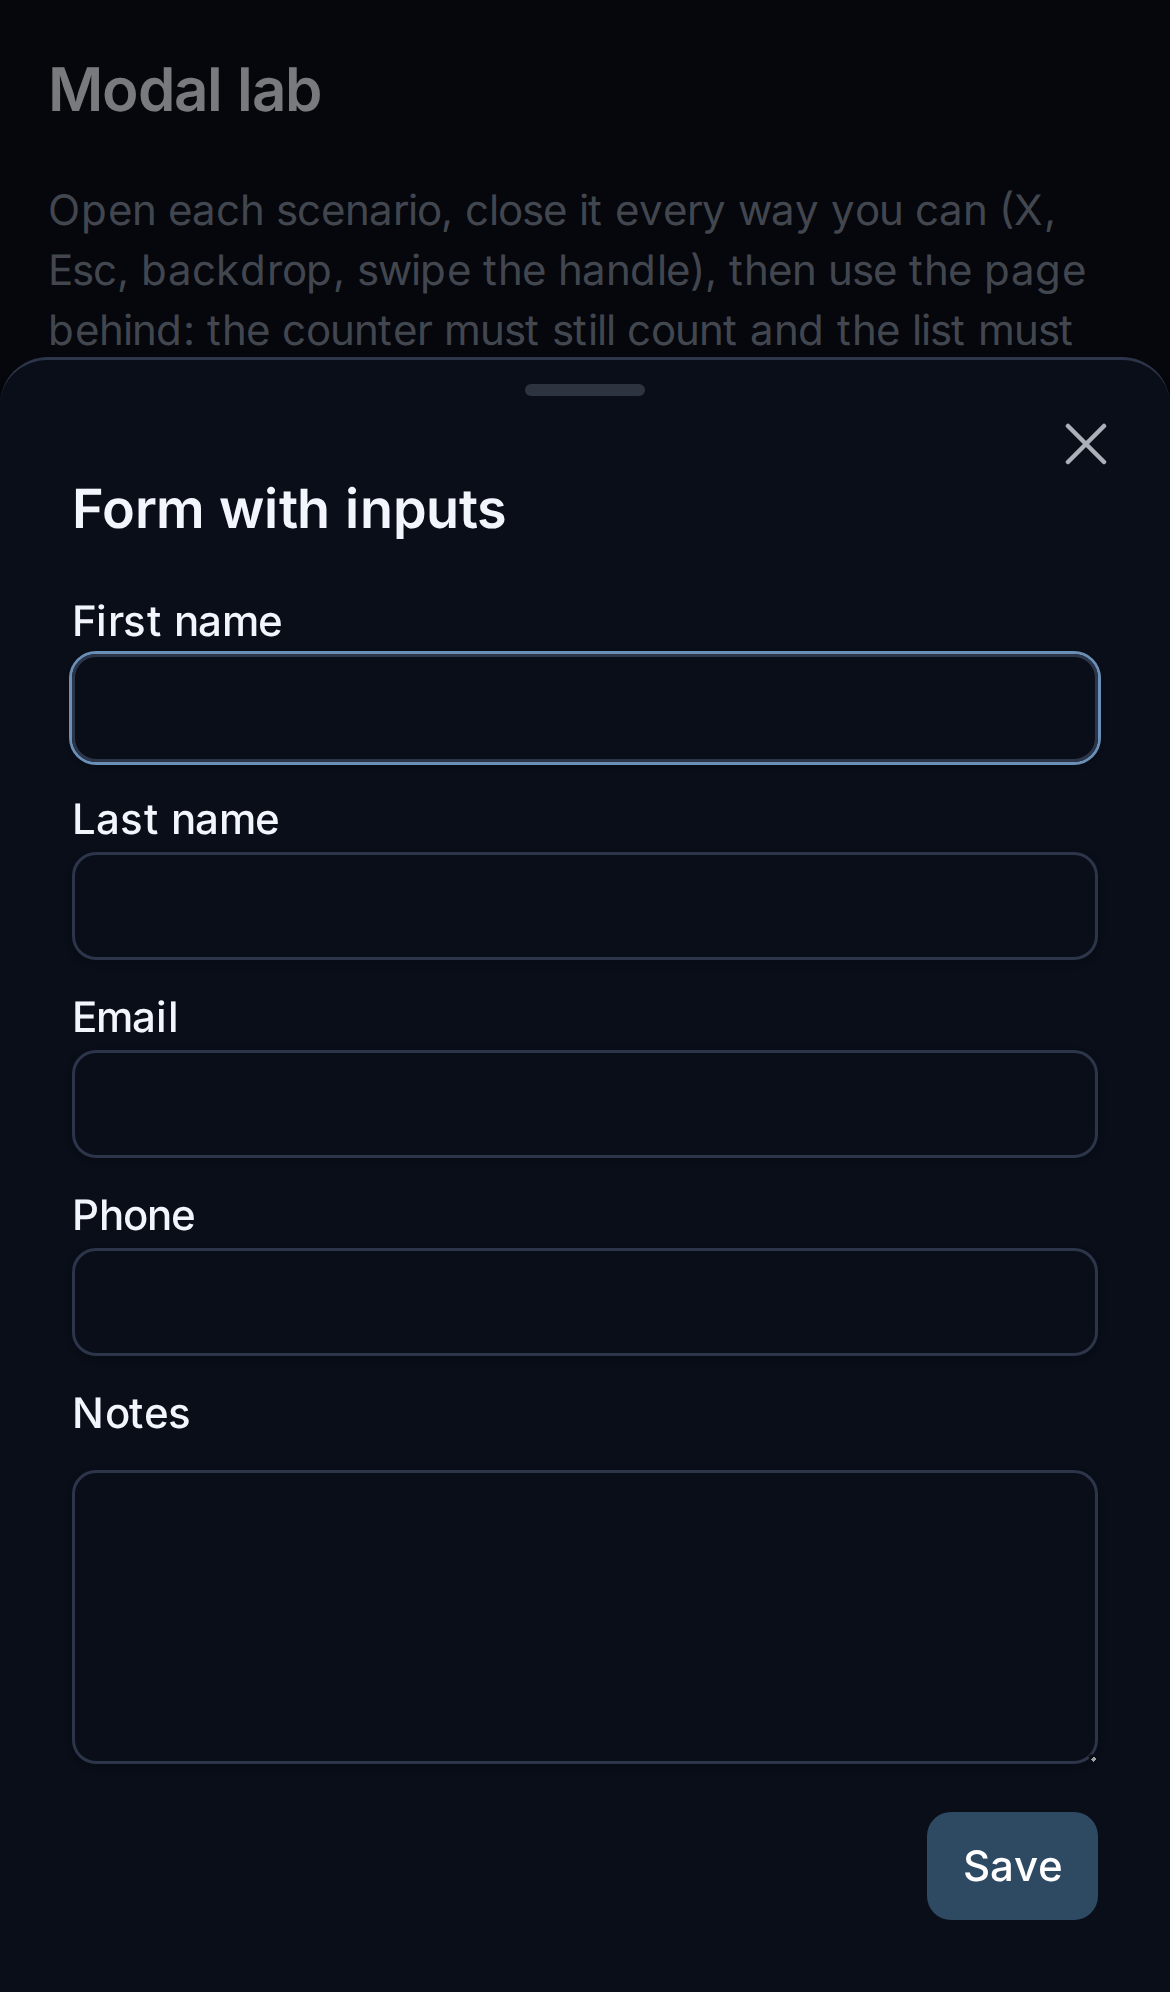 Modal lab
Open each scenario, close it every way you can (X,
Esc, backdrop, swipe the handle), then use the page
behind: the counter must still count and the list must
Form with inputs
First name
Last name
Email
Phone
Notes
Save